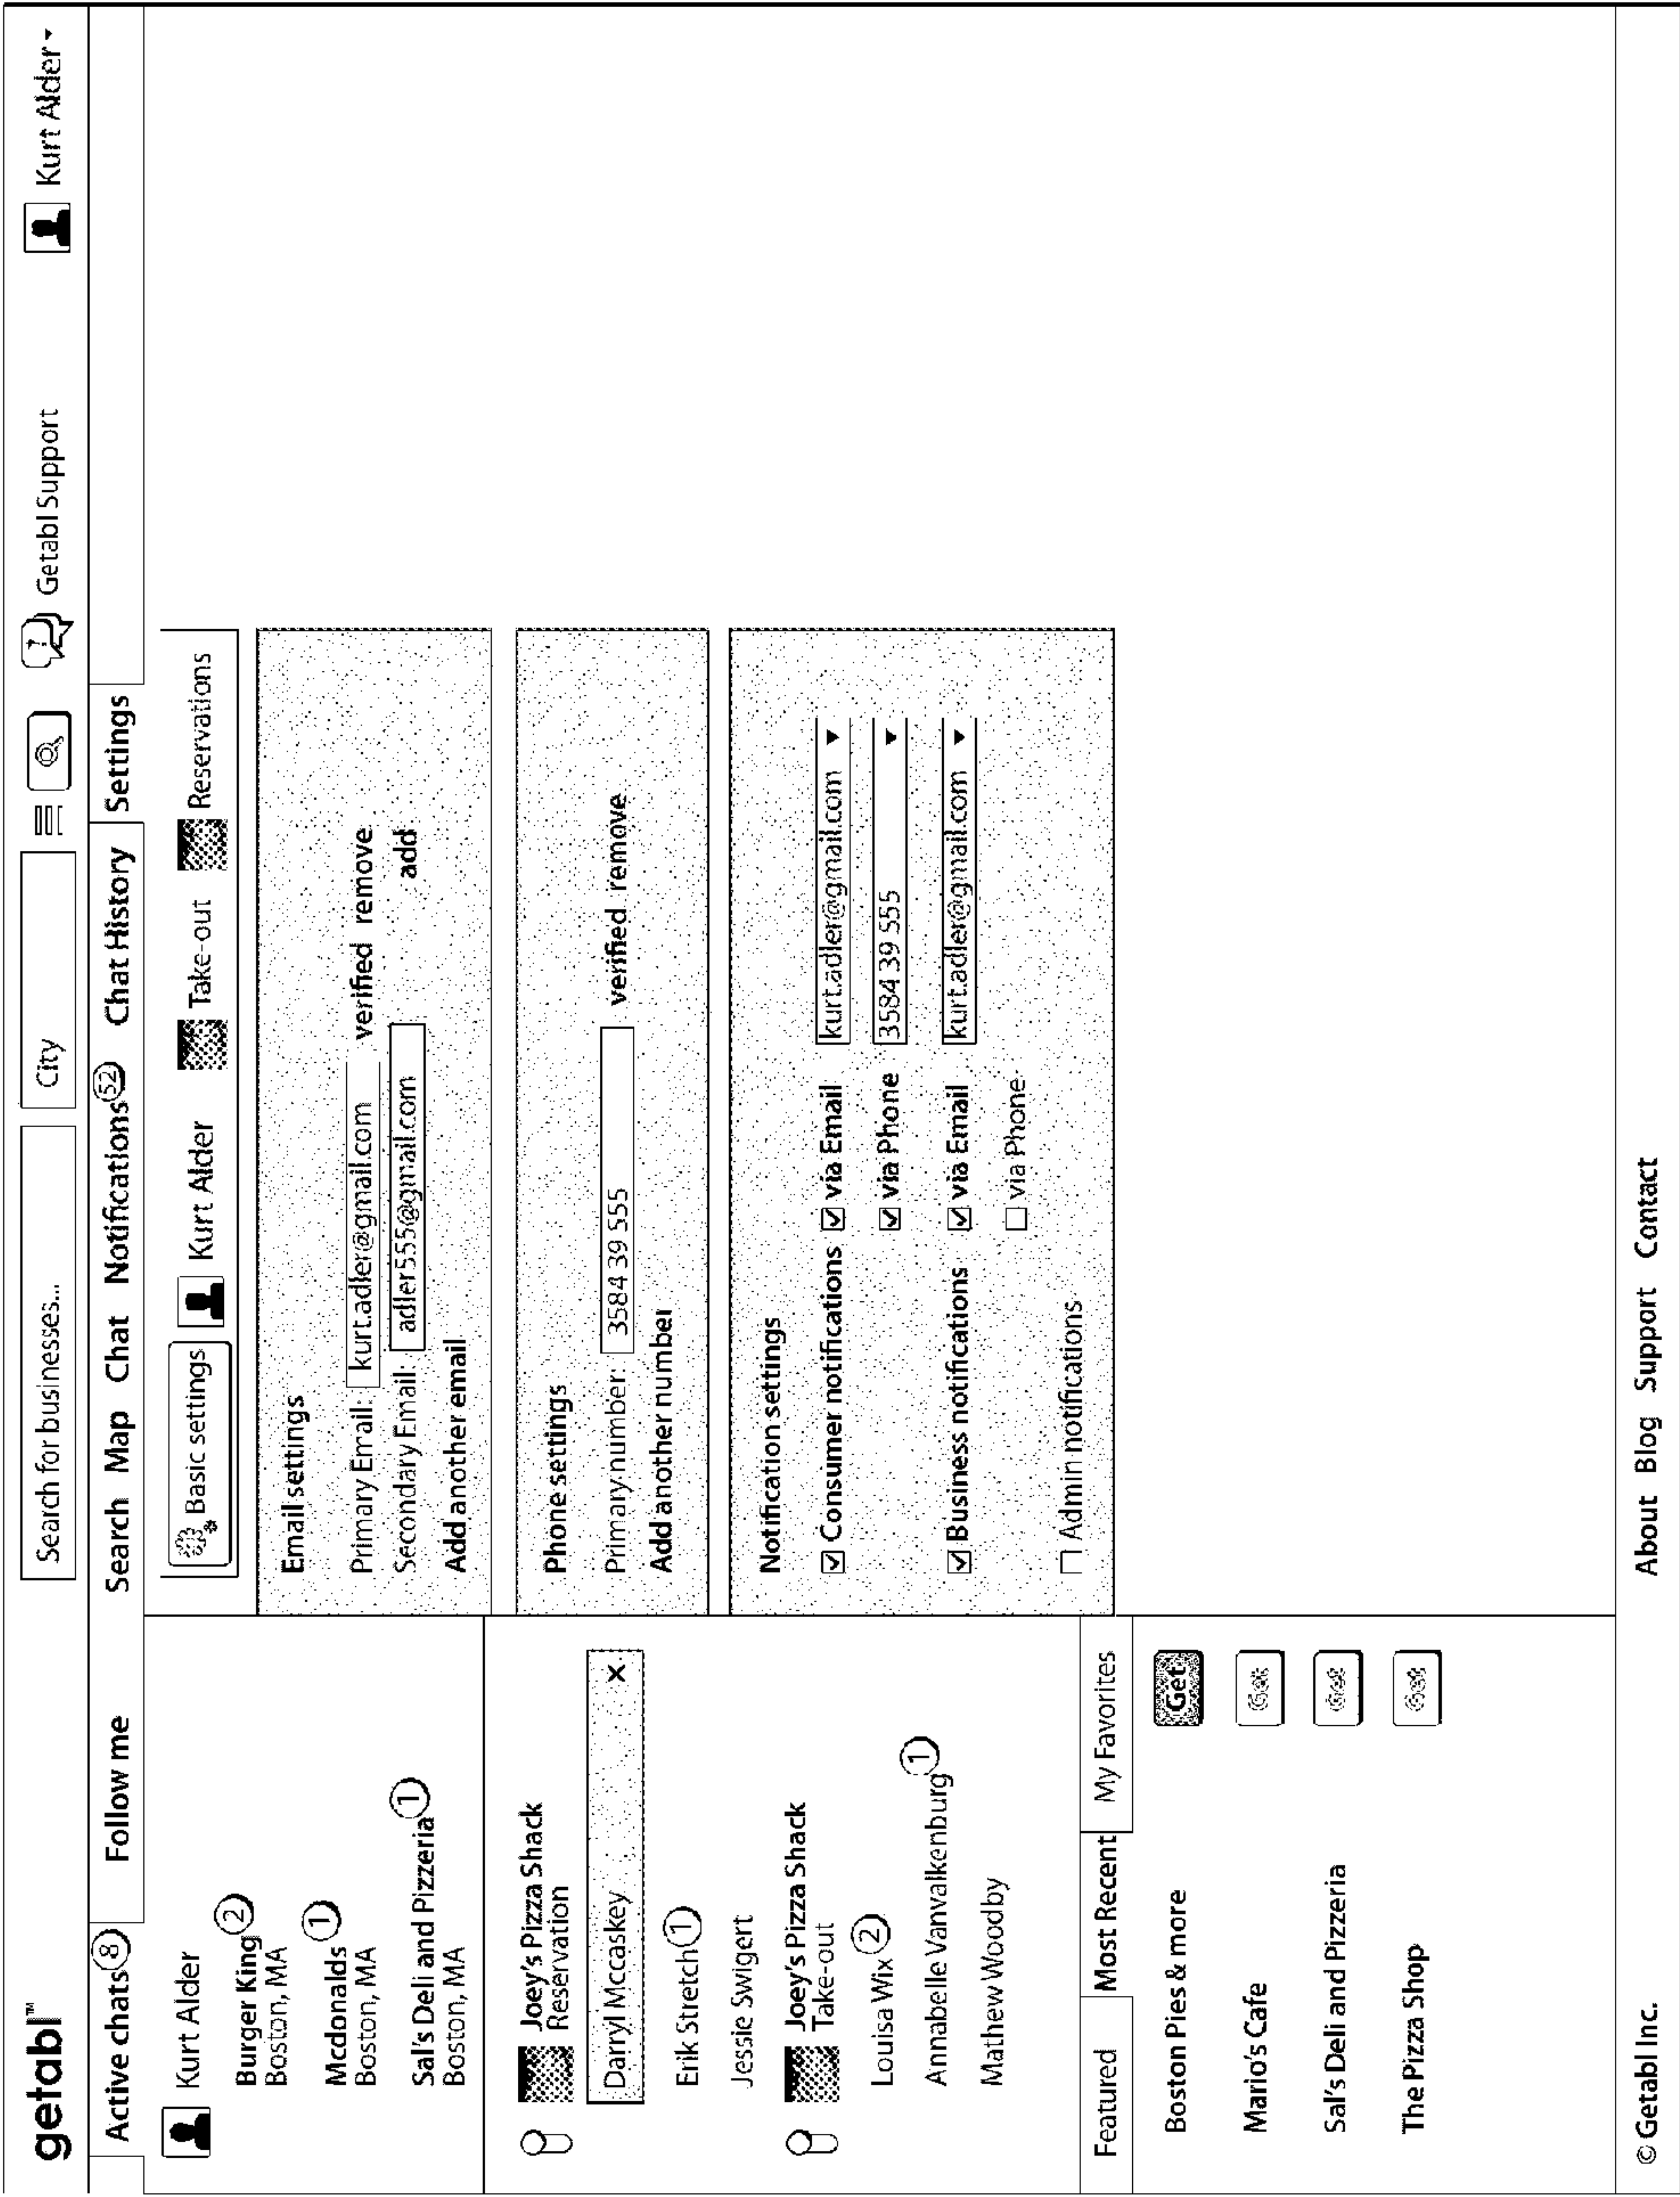 getabl™
Search for businesses...
City
Getabl Support
Kurt Alder
Active chats 8
Follow me
Search
Map
Chat
Notifications 52
Chat History
Settings
Kurt Alder
Burger King 2
Boston, MA
Mcdonalds 1
Boston, MA
Sal's Deli and Pizzeria 1
Boston, MA
Joey's Pizza Shack
Reservation
Darryl Mccaskey x
Erik Stretch 1
Jessie Swigert
Joey's Pizza Shack
Take-out
Louisa Wix 2
Annabelle Vanvalkenburg 1
Mathew Woodby
Featured
Most Recent
My Favorites
Boston Pies & more Get
Mario's Cafe Get
Sal's Deli and Pizzeria Get
The Pizza Shop Get
Basic settings
Kurt Alder
Take-out
Reservations
Email settings
Primary Email: kurt.adler@gmail.com verified remove
Secondary Email: adler555@gmail.com add
Add another email
Phone settings
Primary number: 3584 39 555 verified remove
Add another number
Notification settings
Consumer notifications via Email kurt.adler@gmail.com
via Phone 3584 39 555
Business notifications via Email kurt.adler@gmail.com
via Phone
Admin notifications
© Getabl Inc.
About Blog Support Contact